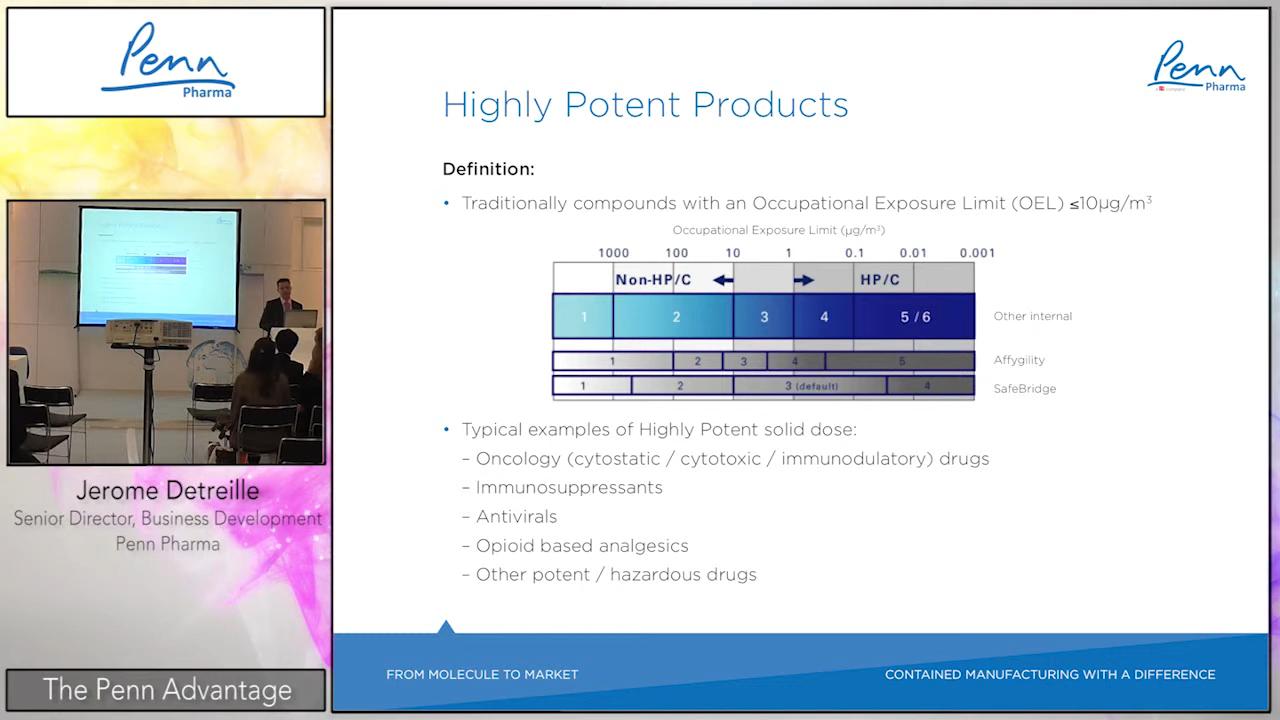 Penn
Pharma
Jerome Detreille
Senior Director, Business Development
Penn Pharma
The Penn Advantage
Penn
Pharma
Highly Potent Products
Definition:
• Traditionally compounds with an Occupational Exposure Limit (OEL) ≤10µg/m³
Occupational Exposure Limit (µg/m³)
1000 100 10 1 0.1 0.01 0.001
Non-HP/C HP/C
1 2 3 4 5 / 6 Other internal
1 2 3 4 5 Affygility
1 2 3 (default) 4 SafeBridge
• Typical examples of Highly Potent solid dose:
– Oncology (cytostatic / cytotoxic / immunodulatory) drugs
– Immunosuppressants
– Antivirals
– Opioid based analgesics
– Other potent / hazardous drugs
FROM MOLECULE TO MARKET
CONTAINED MANUFACTURING WITH A DIFFERENCE